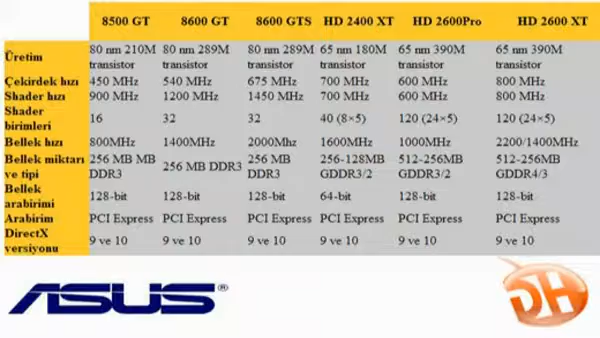 8500 GT 8600 GT 8600 GTS HD 2400 XT HD 2600Pro HD 2600 XT
Üretim 80 nm 210M transistor 80 nm 289M transistor 80 nm 289M transistor 65 nm 180M transistor 65 nm 390M transistor 65 nm 390M transistor
Çekirdek hızı 450 MHz 540 MHz 675 MHz 700 MHz 600 MHz 800 MHz
Shader hızı 900 MHz 1200 MHz 1450 MHz 700 MHz 600 MHz 800 MHz
Shader birimleri 16 32 32 40 (8×5) 120 (24×5) 120 (24×5)
Bellek hızı 800MHz 1400MHz 2000Mhz 1600MHz 1000MHz 2200/1400MHz
Bellek miktarı ve tipi 256 MB MB DDR3 256 MB DDR3 256 MB DDR3 256-128MB GDDR3/2 512-256MB GDDR3/2 512-256MB GDDR4/3
Bellek arabirimi 128-bit 128-bit 128-bit 64-bit 128-bit 128-bit
Arabirim PCI Express PCI Express PCI Express PCI Express PCI Express PCI Express
DirectX versiyonu 9 ve 10 9 ve 10 9 ve 10 9 ve 10 9 ve 10 9 ve 10
ASUS® DH